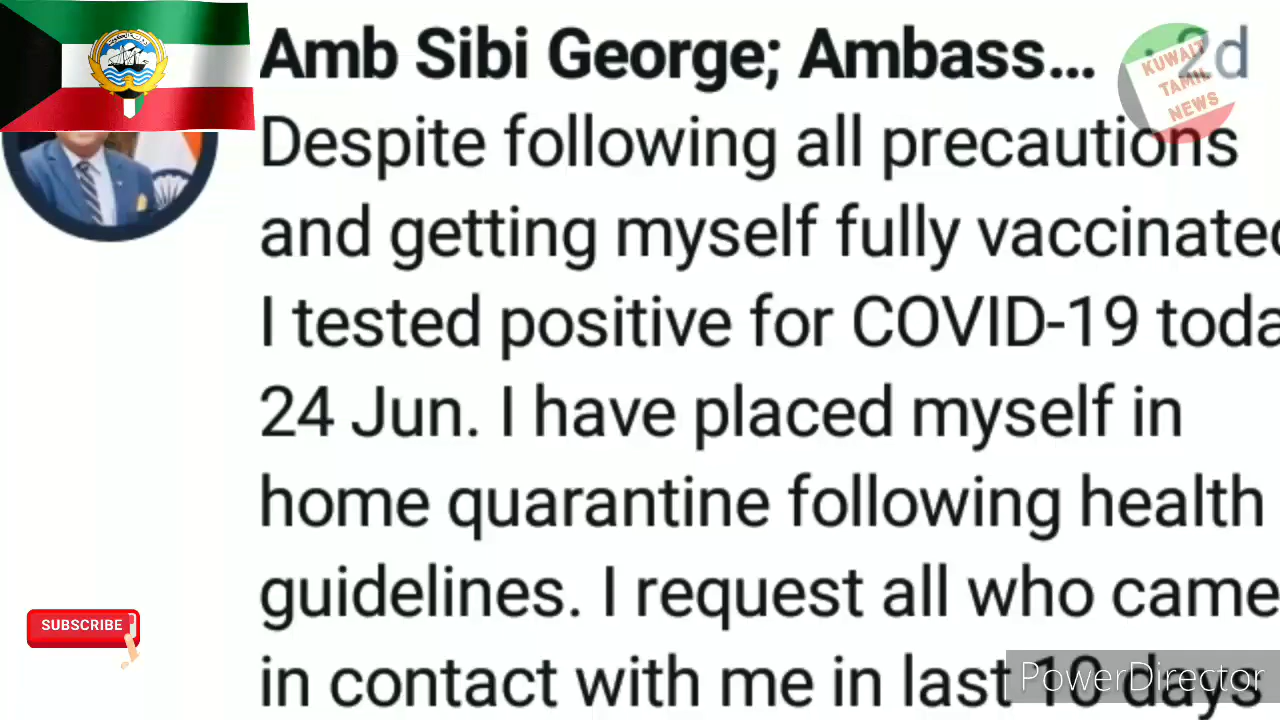 Amb Sibi George; Ambass... · 2d
Despite following all precautions
and getting myself fully vaccinated
I tested positive for COVID-19 toda
24 Jun. I have placed myself in
home quarantine following health
guidelines. I request all who came
in contact with me in last 10 days
KUWAIT
TAMIL
NEWS
SUBSCRIBE
PowerDirector